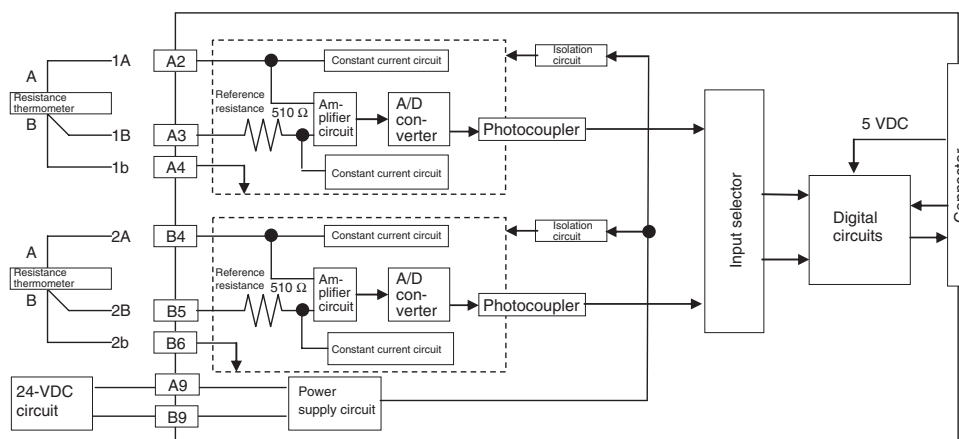 1A
A2
Constant current circuit
Isolation
circuit
A
Resistance
thermometer
B
Reference
resistance
510 Ω
Am-
plifier
circuit
A/D
con-
verter
Photocoupler
1B
A3
1b
A4
Constant current circuit
5 VDC
Connector
Input selector
Digital
circuits
2A
B4
Constant current circuit
Isolation
circuit
A
Resistance
thermometer
B
Reference
resistance
510 Ω
Am-
plifier
circuit
A/D
con-
verter
Photocoupler
2B
B5
2b
B6
Constant current circuit
24-VDC
circuit
A9
B9
Power
supply circuit